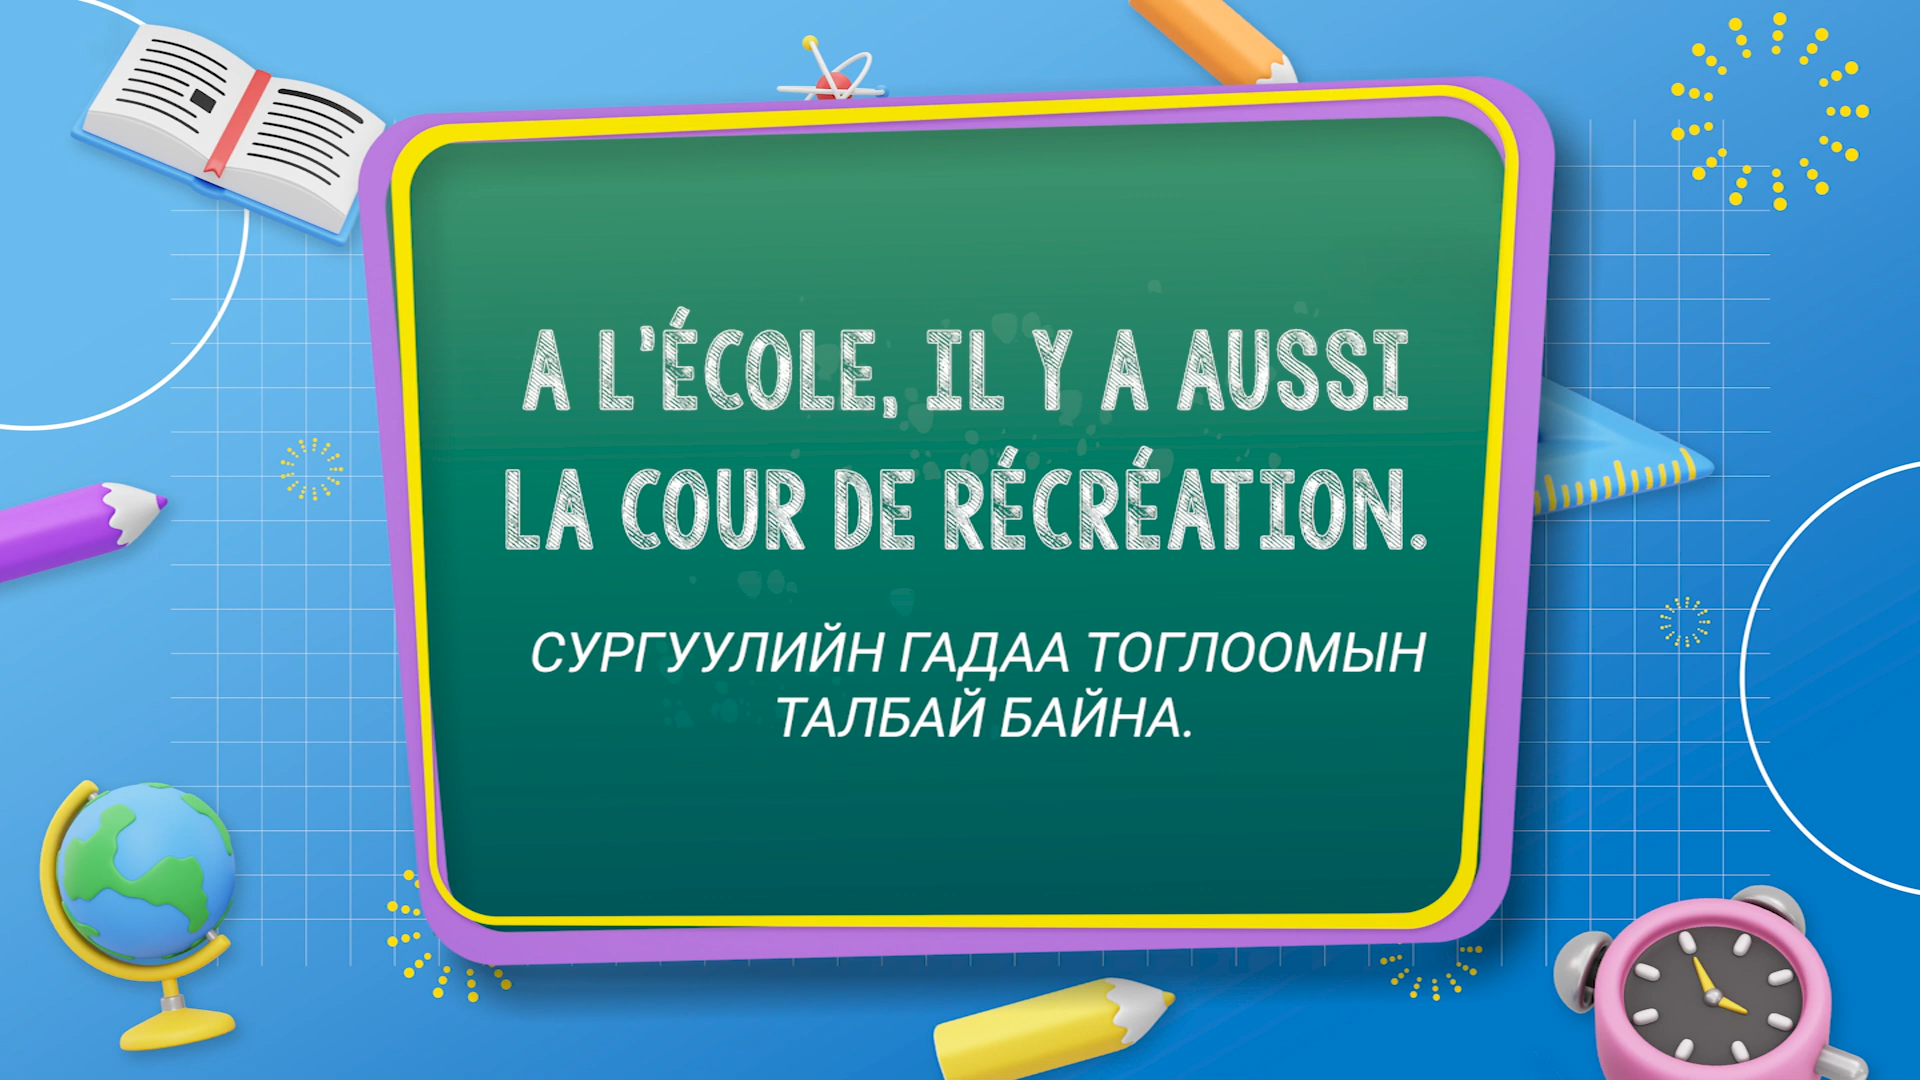 A L'ÉCOLE, IL Y A AUSSI
LA COUR DE RÉCRÉATION.
СУРГУУЛИЙН ГАДАА ТОГЛООМЫН
ТАЛБАЙ БАЙНА.